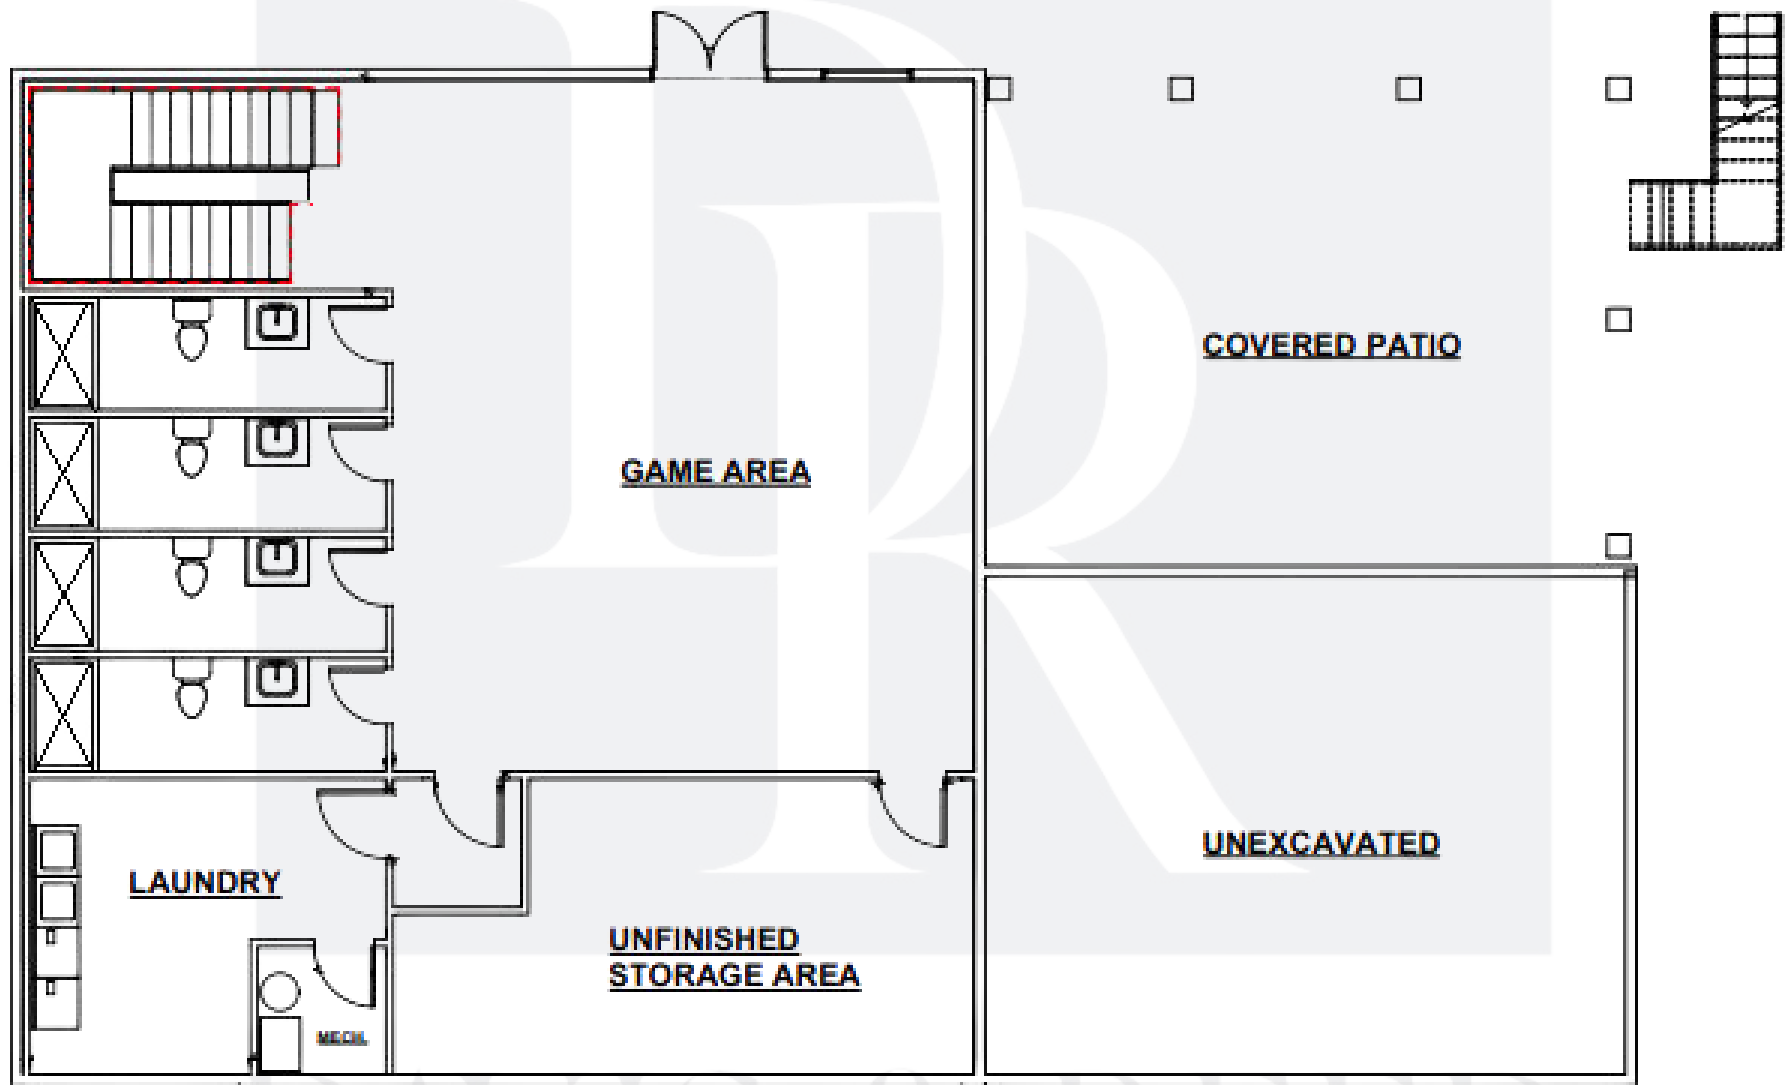 COVERED PATIO
GAME AREA
UNEXCAVATED
LAUNDRY
UNFINISHED
STORAGE AREA
MECH.